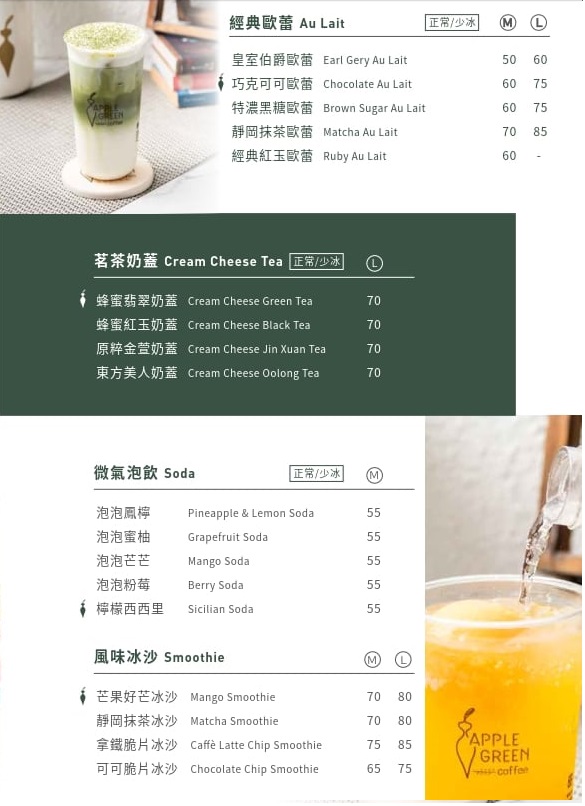 經典歐蕾 Au Lait 正常/少冰 M L
皇室伯爵歐蕾 Earl Gery Au Lait 50 60
巧克可可歐蕾 Chocolate Au Lait 60 75
特濃黑糖歐蕾 Brown Sugar Au Lait 60 75
靜岡抹茶歐蕾 Matcha Au Lait 70 85
經典紅玉歐蕾 Ruby Au Lait 60 -
APPLE
GREEN
coffee
茗茶奶蓋 Cream Cheese Tea 正常/少冰 L
蜂蜜翡翠奶蓋 Cream Cheese Green Tea 70
蜂蜜紅玉奶蓋 Cream Cheese Black Tea 70
原粹金萱奶蓋 Cream Cheese Jin Xuan Tea 70
東方美人奶蓋 Cream Cheese Oolong Tea 70
微氣泡飲 Soda 正常/少冰 M
泡泡鳳檸 Pineapple & Lemon Soda 55
泡泡蜜柚 Grapefruit Soda 55
泡泡芒芒 Mango Soda 55
泡泡粉莓 Berry Soda 55
檸檬西西里 Sicilian Soda 55
風味冰沙 Smoothie M L
芒果好芒冰沙 Mango Smoothie 70 80
靜岡抹茶冰沙 Matcha Smoothie 70 80
拿鐵脆片冰沙 Caffè Latte Chip Smoothie 75 85
可可脆片冰沙 Chocolate Chip Smoothie 65 75
APPLE
GREEN
coffee